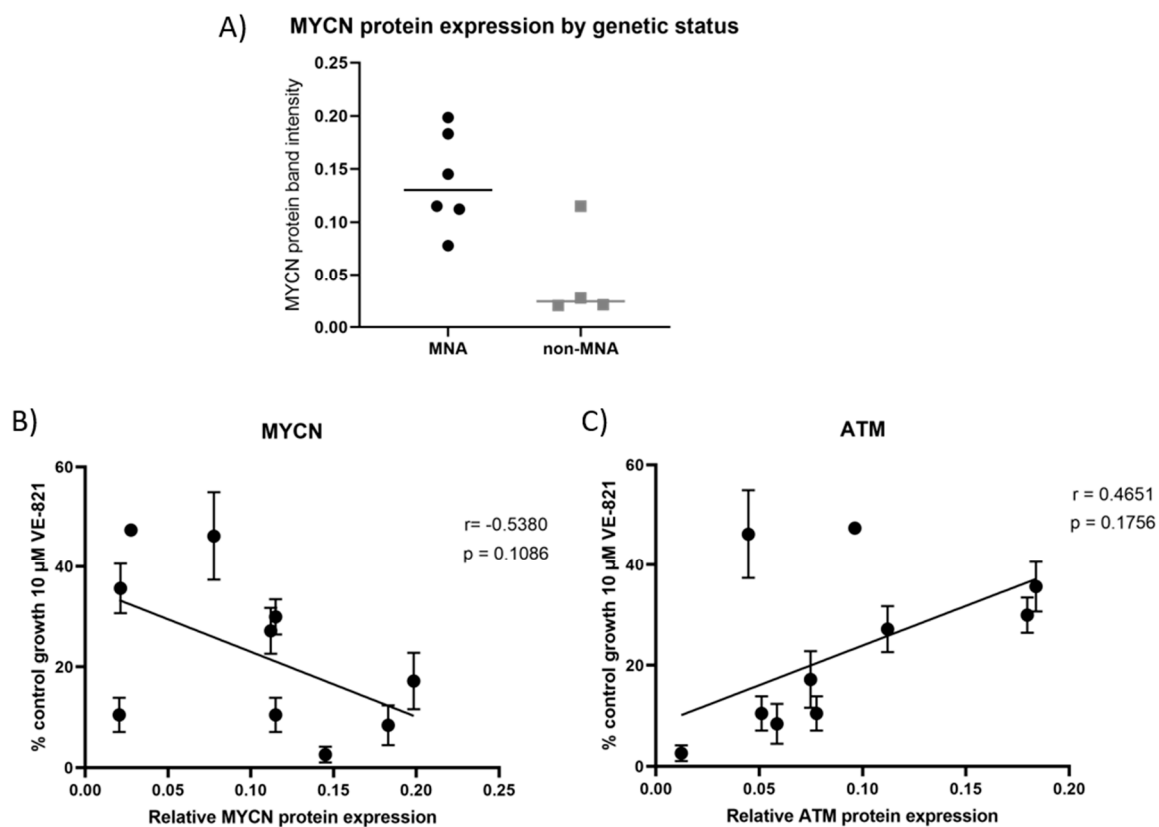 A) MYCN protein expression by genetic status
MYCN protein band intensity
0.25
0.20
0.15
0.10
0.05
0.00
MNA non-MNA
B)
MYCN
% control growth 10 µM VE-821
60
40
20
0
r= -0.5380
p = 0.1086
0.00 0.05 0.10 0.15 0.20 0.25
Relative MYCN protein expression
C)
ATM
% control growth 10 µM VE-821
60
40
20
0
r = 0.4651
p = 0.1756
0.00 0.05 0.10 0.15 0.20
Relative ATM protein expression